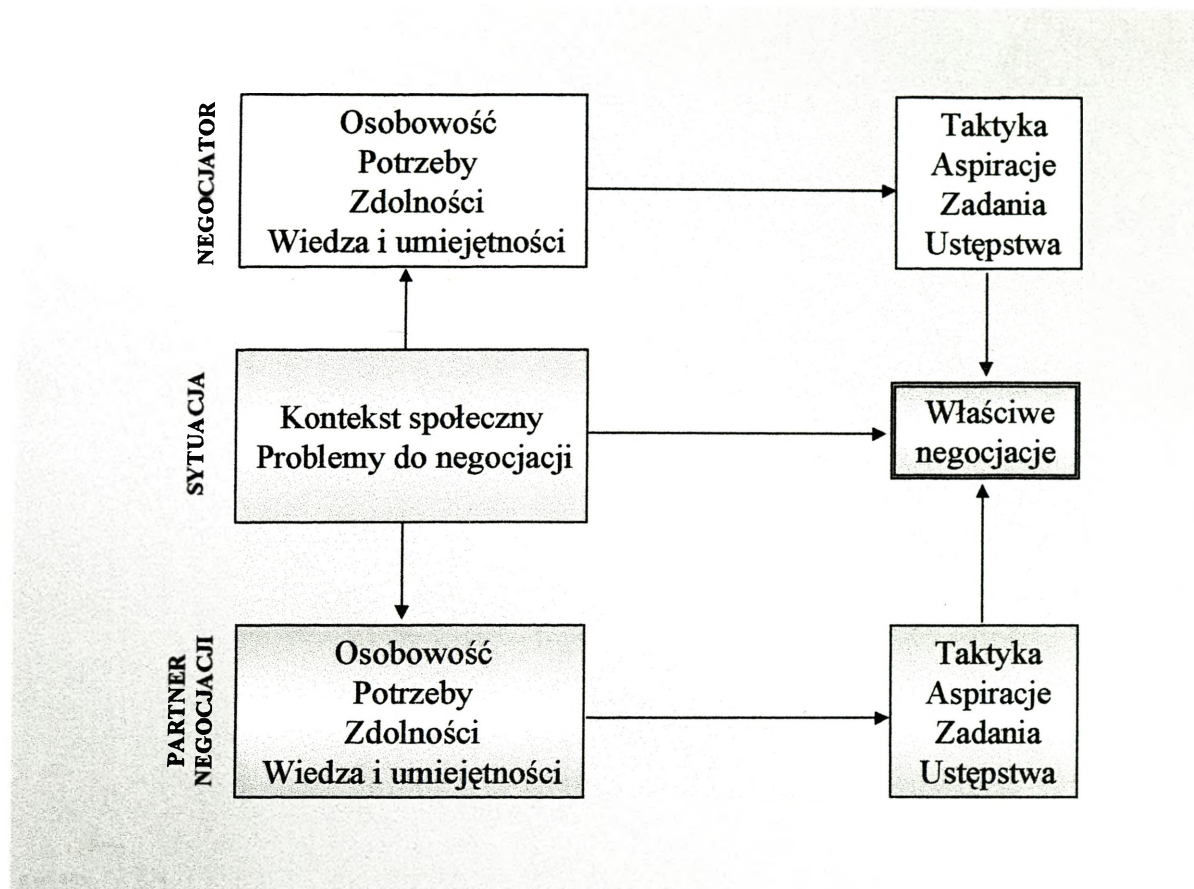 NEGOCJATOR
Osobowość
Potrzeby
Zdolności
Wiedza i umiejętności
Taktyka
Aspiracje
Zadania
Ustępstwa
SYTUACJA
Kontekst społeczny
Problemy do negocjacji
Właściwe
negocjacje
PARTNER
NEGOCJACJI
Osobowość
Potrzeby
Zdolności
Wiedza i umiejętności
Taktyka
Aspiracje
Zadania
Ustępstwa